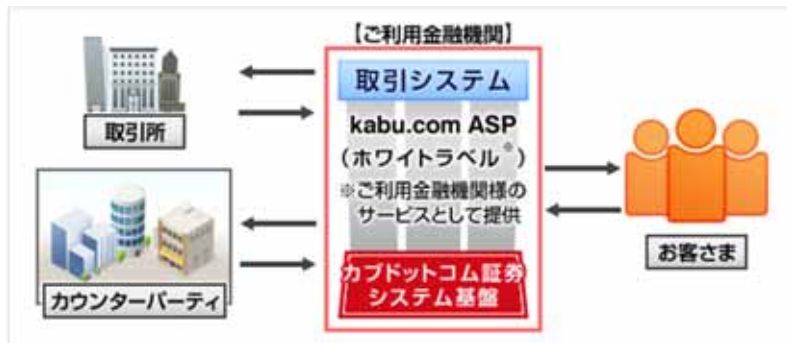 【ご利用金融機関】
取引システム
取引所
kabu.com ASP
(ホワイトラベル※)
※ご利用金融機関様の
サービスとして提供
お客さま
カブドットコム証券
システム基盤
カウンターパーティ